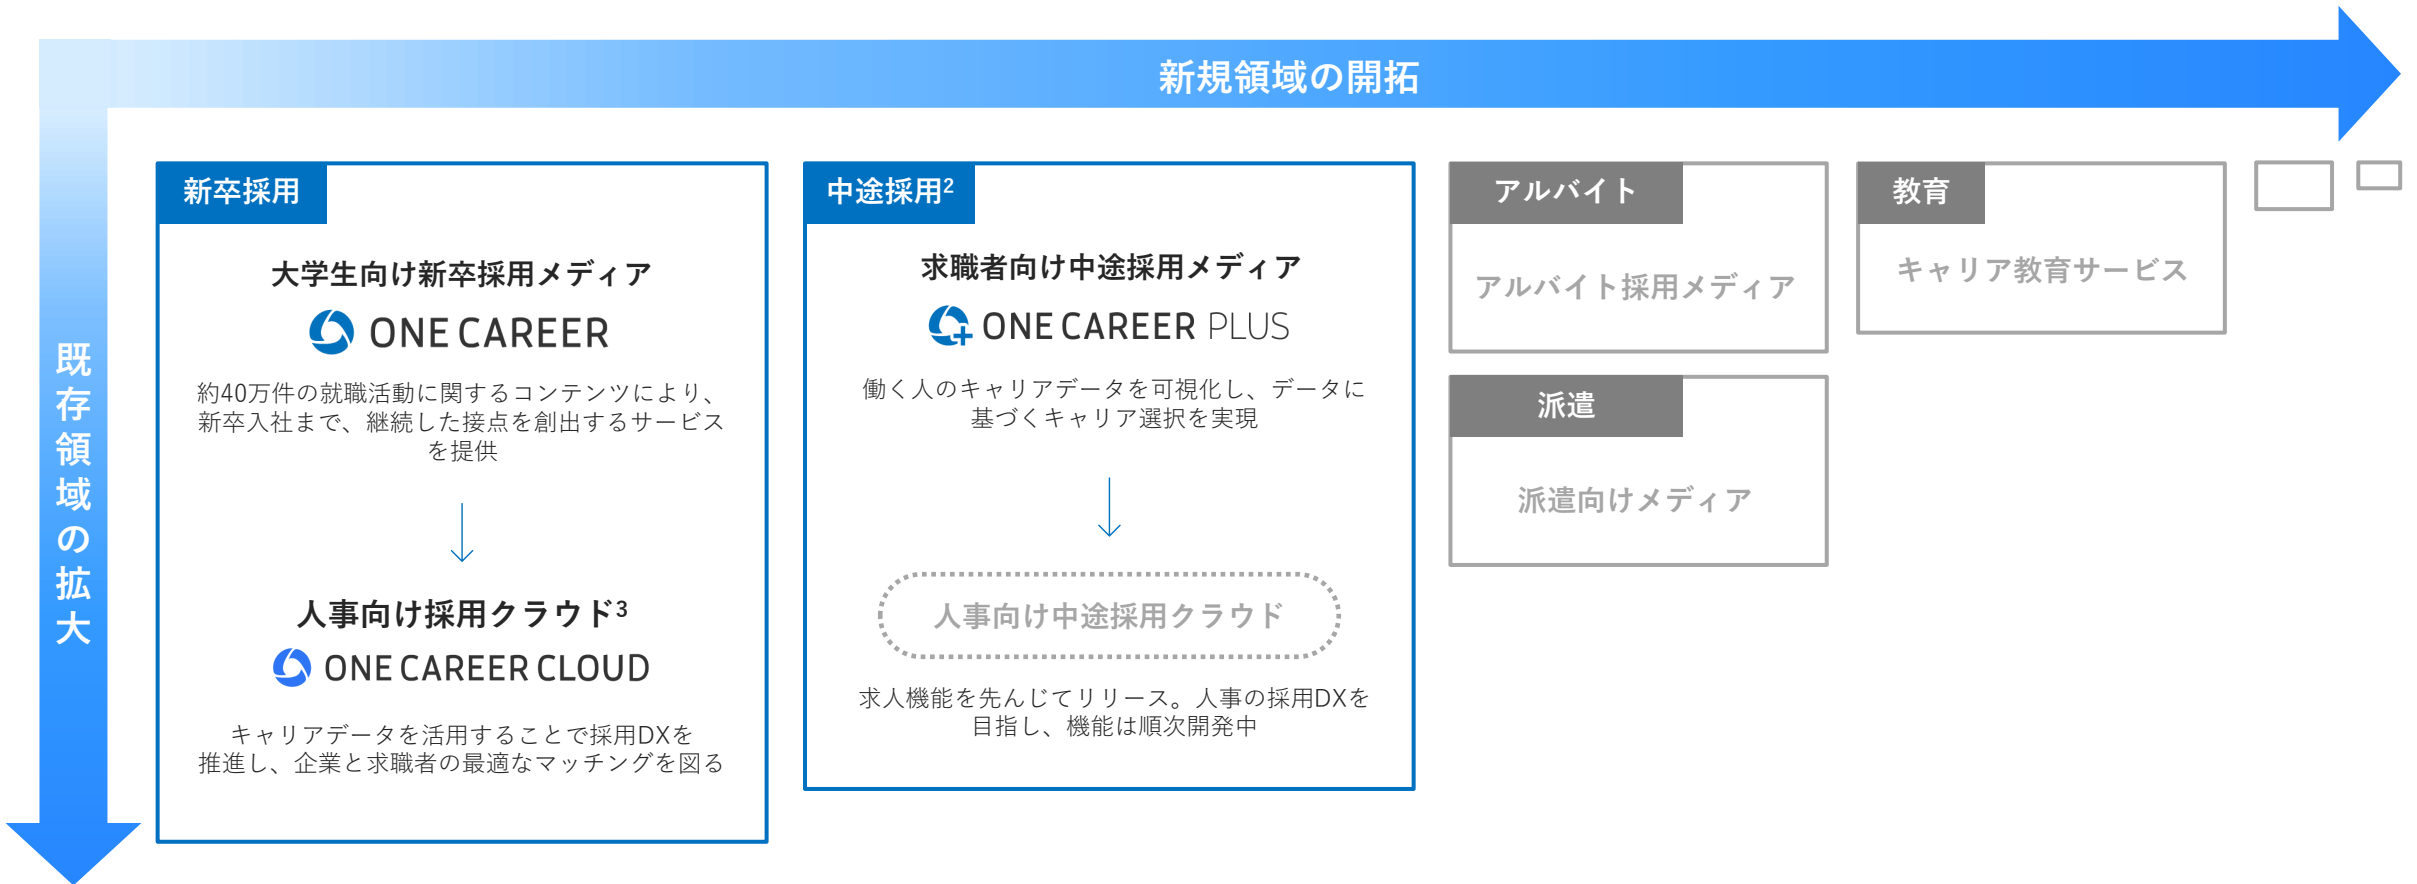 新規領域の開拓
既存領域の拡大
新卒採用
大学生向け新卒採用メディア
ONE CAREER
約40万件の就職活動に関するコンテンツにより、
新卒入社まで、継続した接点を創出するサービス
を提供
人事向け採用クラウド3
ONE CAREER CLOUD
キャリアデータを活用することで採用DXを
推進し、企業と求職者の最適なマッチングを図る
中途採用2
求職者向け中途採用メディア
ONE CAREER PLUS
働く人のキャリアデータを可視化し、データに
基づくキャリア選択を実現
人事向け中途採用クラウド
求人機能を先んじてリリース。人事の採用DXを
目指し、機能は順次開発中
アルバイト
アルバイト採用メディア
派遣
派遣向けメディア
教育
キャリア教育サービス